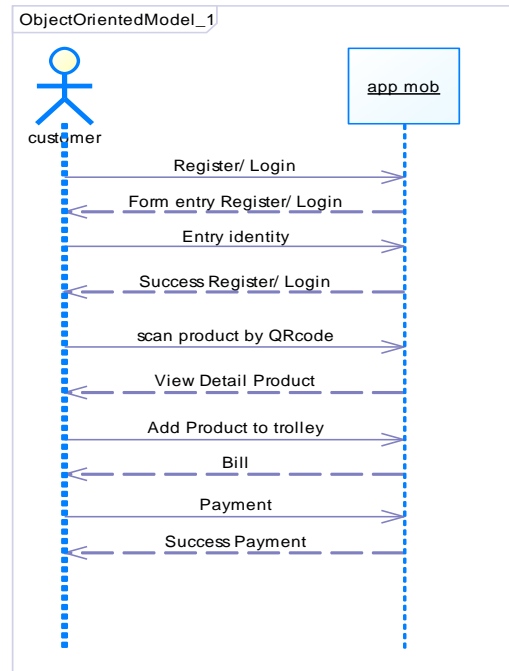 ObjectOrientedModel_1
app mob
customer
Register/ Login
Form entry Register/ Login
Entry identity
Success Register/ Login
scan product by QRcode
View Detail Product
Add Product to trolley
Bill
Payment
Success Payment